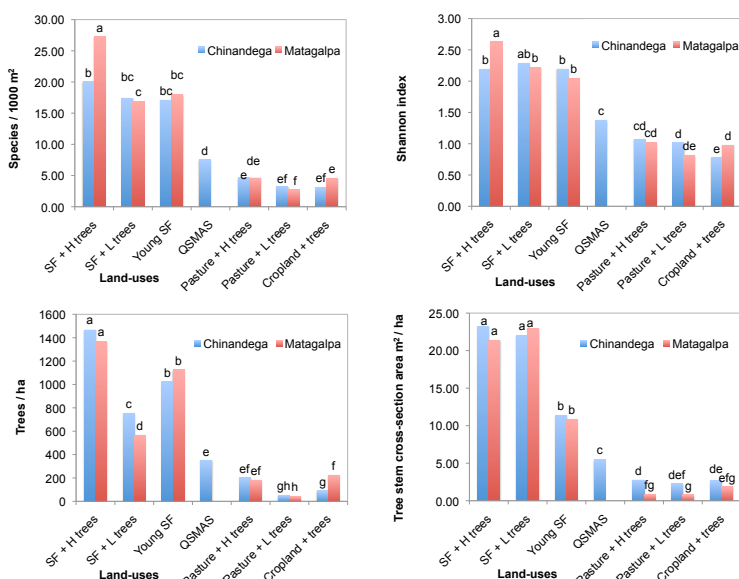 30.00
25.00
20.00
15.00
10.00
5.00
0.00
Species / 1000 m²
Chinandega Matagalpa
b a bc c bc bc d e de ef f ef e
SF + H trees
SF + L trees
Young SF
QSMAS
Pasture + H trees
Pasture + L trees
Cropland + trees
Land-uses
3.00
2.50
2.00
1.50
1.00
0.50
0.00
Shannon index
Chinandega Matagalpa
b a ab b b b c cd cd cd de e d
SF + H trees
SF + L trees
Young SF
QSMAS
Pasture + H trees
Pasture + L trees
Cropland + trees
Land-uses
1600
1400
1200
1000
800
600
400
200
0
Trees / ha
Chinandega Matagalpa
a a c d b b e ef ef gh h g f
SF + H trees
SF + L trees
Young SF
QSMAS
Pasture + H trees
Pasture + L trees
Cropland + trees
Land-uses
25.00
20.00
15.00
10.00
5.00
0.00
Tree stem cross-section area m² / ha
Chinandega Matagalpa
a a a a b b c d fg def g de efg
SF + H trees
SF + L trees
Young SF
QSMAS
Pasture + H trees
Pasture + L trees
Cropland + trees
Land-uses